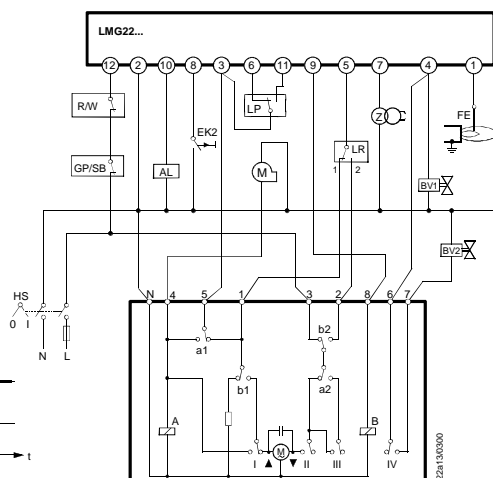 LMG22...
12 2 10 8 3 6 11 9 5 7 4 1
R/W
LP
EK2
Z
FE
GP/SB
AL
M
LR
1 2
BV1
BV2
HS
0 I
N L
N 4 5 1 3 2 8 6 7
a1
b2
b1
a2
A
B
M
I II III IV
t
22a13/0300